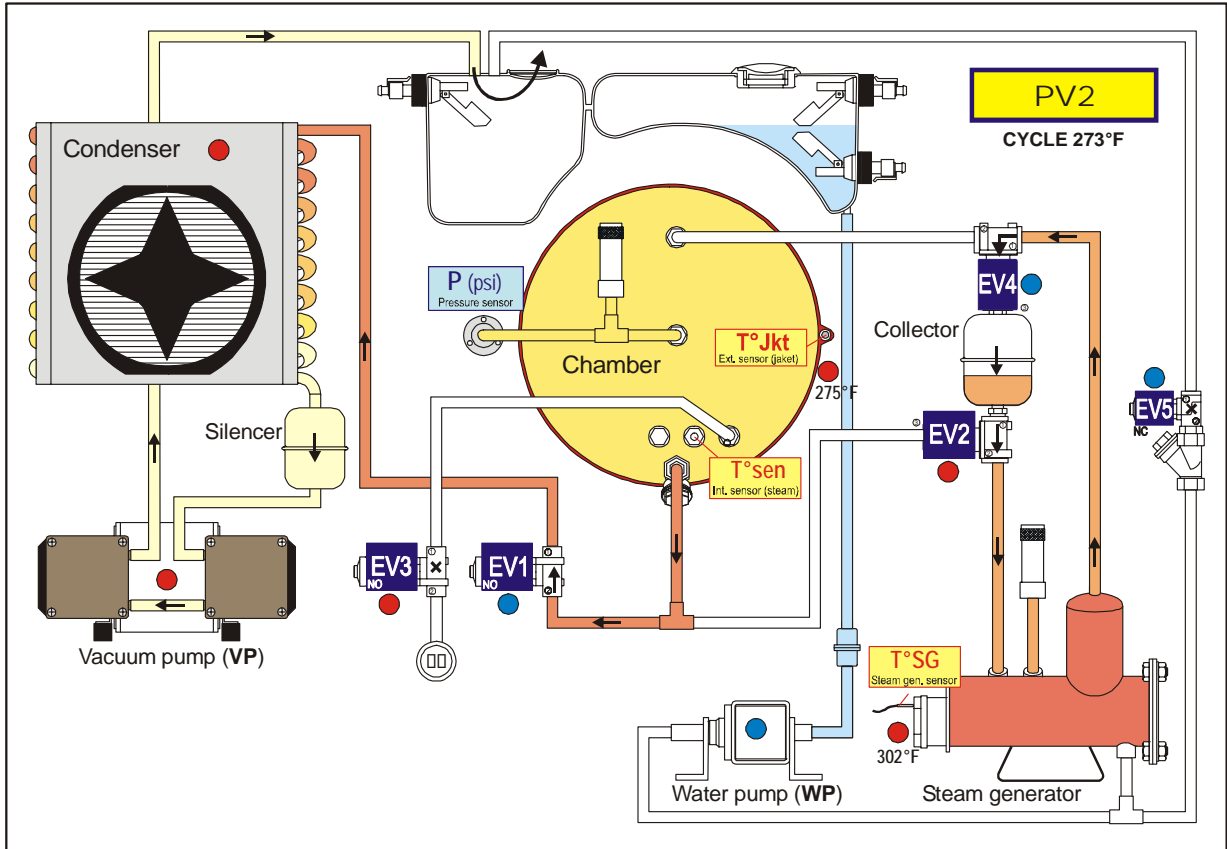 PV2
CYCLE 273°F
Condenser
P (psi)
Pressure sensor
EV4
Collector
T°Jkt
Ext. sensor (jaket)
275°F
Chamber
EV5
NC
Silencer
EV2
T°sen
Int. sensor (steam)
EV3
NO
EV1
NO
Vacuum pump (VP)
T°SG
Steam gen. sensor
302°F
Water pump (WP)
Steam generator